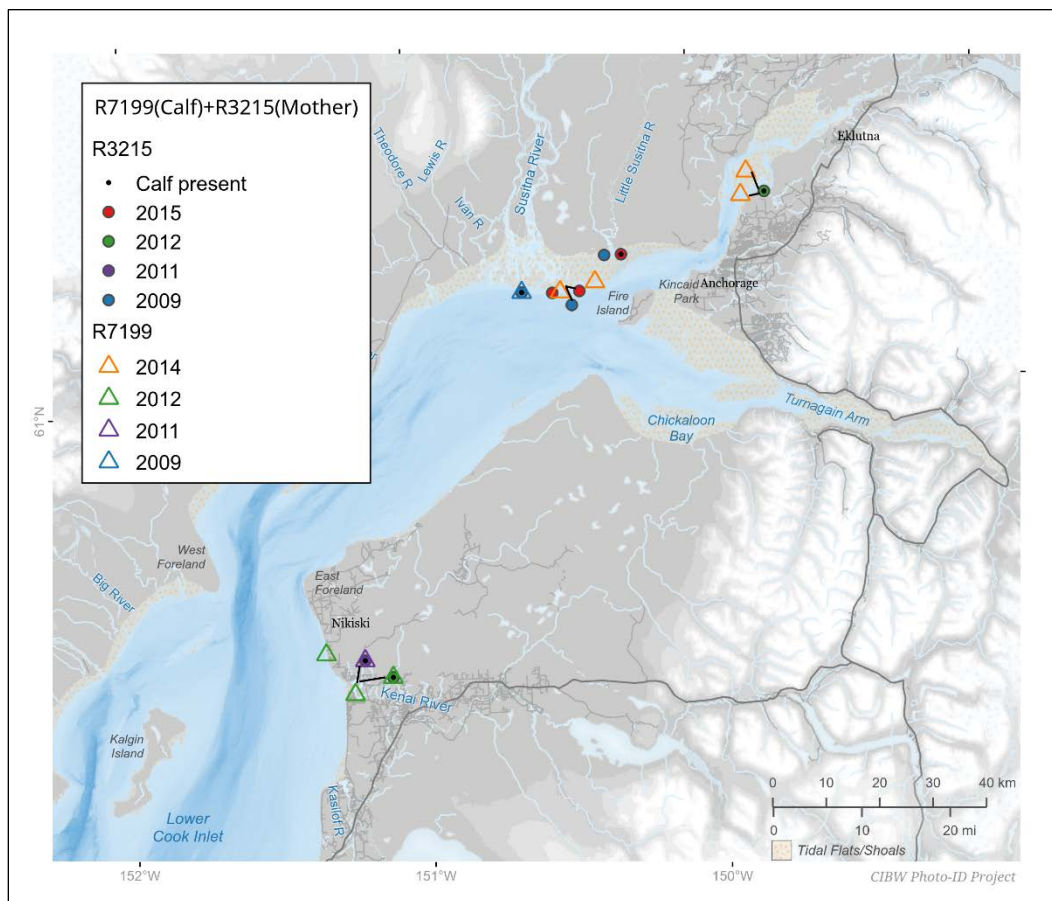 R7199(Calf)+R3215(Mother)
R3215
Calf present
2015
2012
2011
2009
R7199
2014
2012
2011
2009
Theodore R
Lewis R
Ivan R
Susitna River
Little Susitna R
Eklutna
Kincaid
Park
Anchorage
Fire
Island
Turnagain Arm
Chickaloon
Bay
61°N
West
Foreland
Big River
East
Foreland
Nikiski
Kenai River
Kalgin
Island
Kasilof R
Lower
Cook Inlet
0 10 20 30 40 km
0 10 20 mi
Tidal Flats/Shoals
CIBW Photo-ID Project
152°W
151°W
150°W